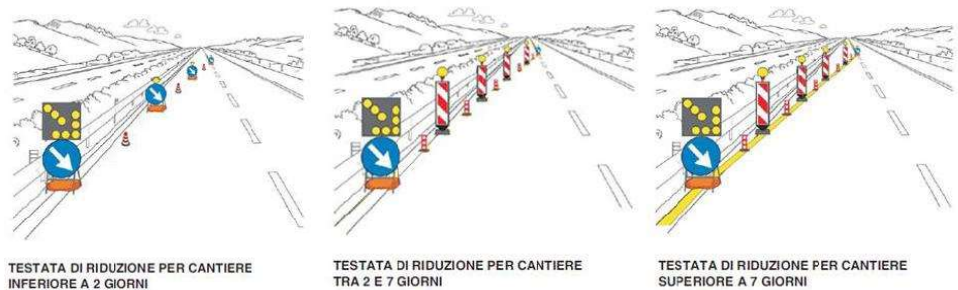 TESTATA DI RIDUZIONE PER CANTIERE
INFERIORE A 2 GIORNI
TESTATA DI RIDUZIONE PER CANTIERE
TRA 2 E 7 GIORNI
TESTATA DI RIDUZIONE PER CANTIERE
SUPERIORE A 7 GIORNI